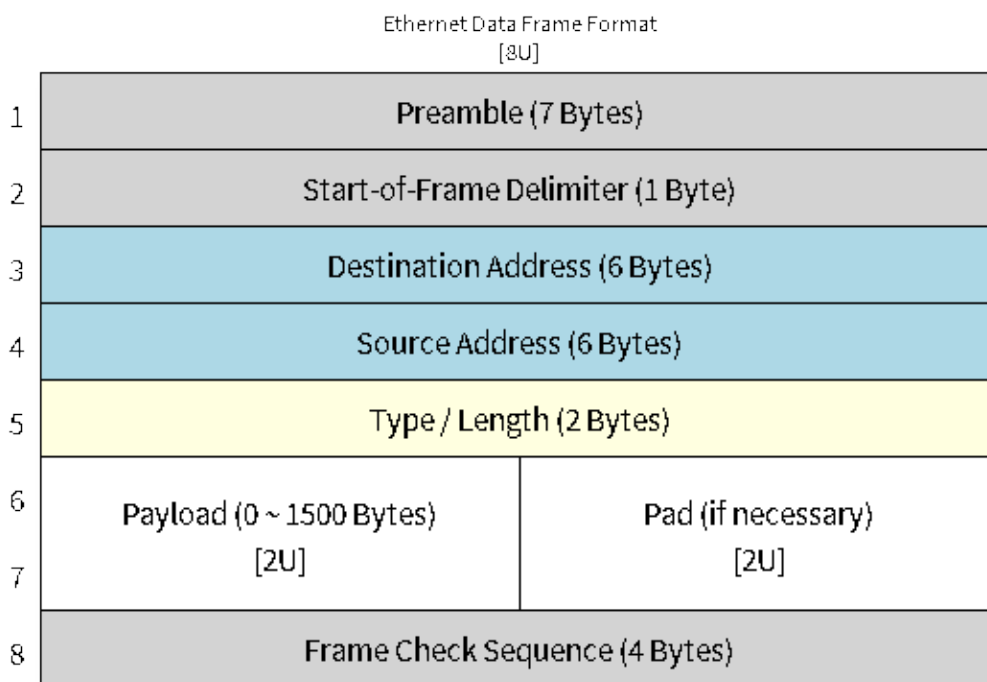 Ethernet Data Frame Format
[8U]
1
Preamble (7 Bytes)
2
Start-of-Frame Delimiter (1 Byte)
3
Destination Address (6 Bytes)
4
Source Address (6 Bytes)
5
Type / Length (2 Bytes)
6
Payload (0 ~ 1500 Bytes)
[2U]
Pad (if necessary)
[2U]
7
8
Frame Check Sequence (4 Bytes)